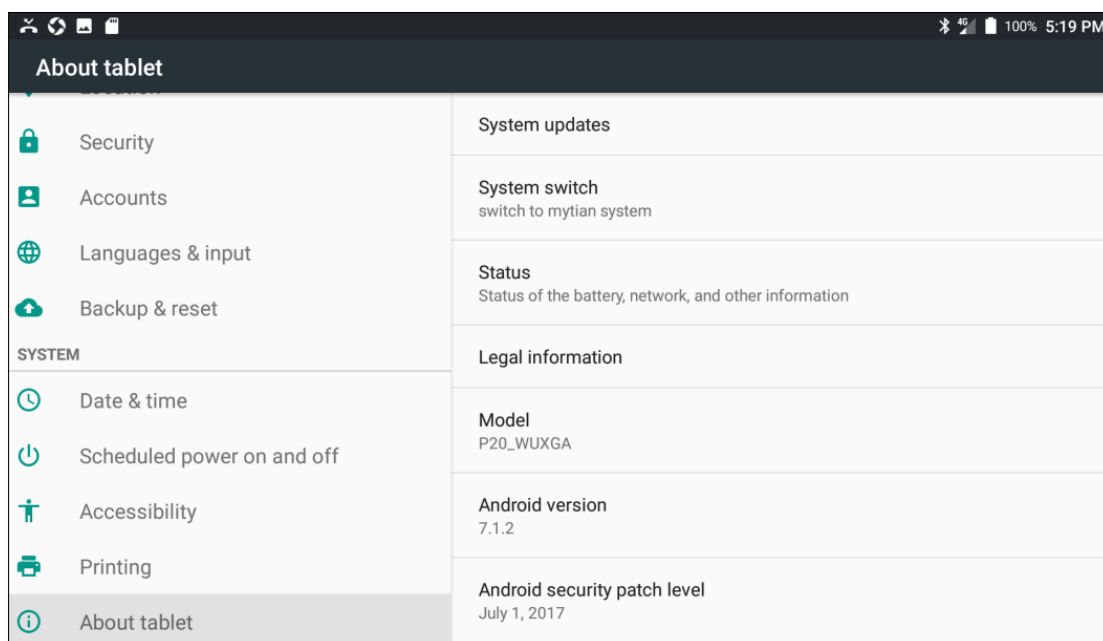 4G 100% 5:19 PM
About tablet
Location
Security
Accounts
Languages & input
Backup & reset
SYSTEM
Date & time
Scheduled power on and off
Accessibility
Printing
About tablet
System updates
System switch
switch to mytian system
Status
Status of the battery, network, and other information
Legal information
Model
P20_WUXGA
Android version
7.1.2
Android security patch level
July 1, 2017